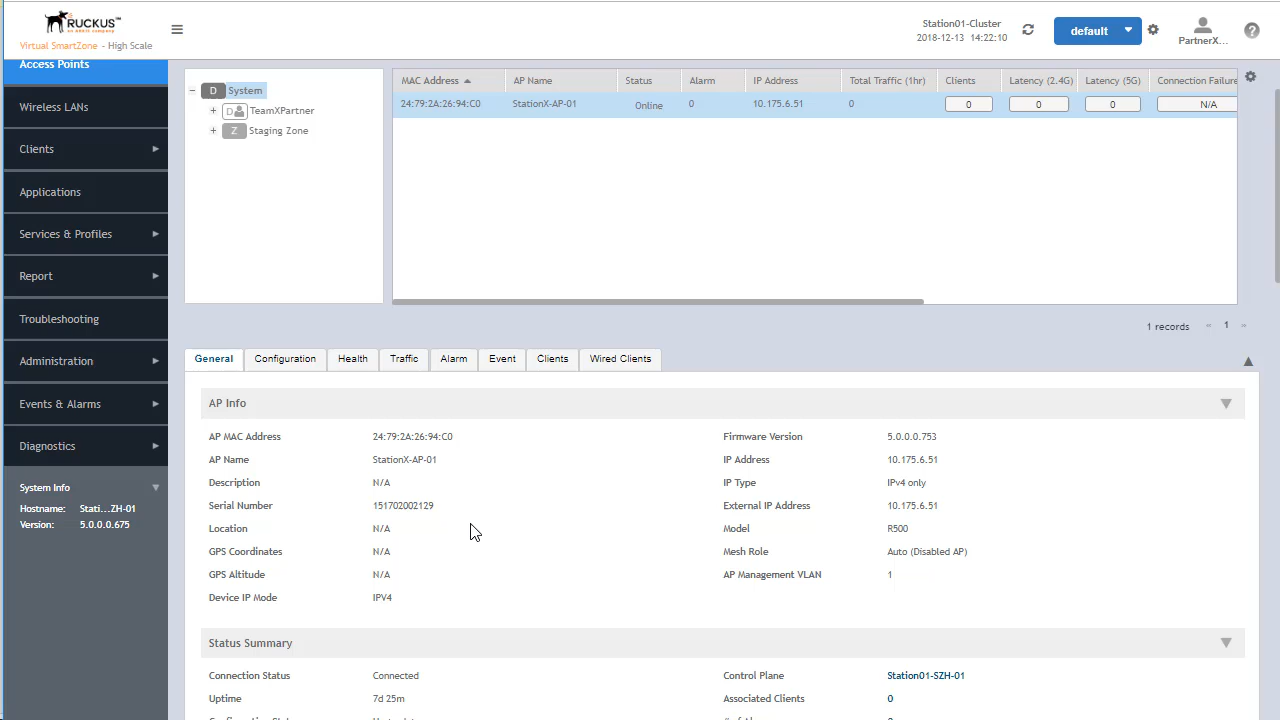 RUCKUS™
Virtual SmartZone - High Scale
Station01-Cluster
2018-12-13 14:22:10
default
PartnerX...
?
Access Points
Wireless LANs
Clients
Applications
Services & Profiles
Report
Troubleshooting
Administration
Events & Alarms
Diagnostics
System Info
Hostname: Stati...ZH-01
Version: 5.0.0.0.675
D System
D TeamXPartner
Z Staging Zone
MAC Address AP Name Status Alarm IP Address Total Traffic (1hr) Clients Latency (2.4G) Latency (5G) Connection Failure
24:79:2A:26:94:C0 StationX-AP-01 Online 0 10.175.6.51 0 0 0 0 N/A
1 records « 1 »
General Configuration Health Traffic Alarm Event Clients Wired Clients
AP Info
AP MAC Address 24:79:2A:26:94:C0 Firmware Version 5.0.0.0.753
AP Name StationX-AP-01 IP Address 10.175.6.51
Description N/A IP Type IPv4 only
Serial Number 151702002129 External IP Address 10.175.6.51
Location N/A Model R500
GPS Coordinates N/A Mesh Role Auto (Disabled AP)
GPS Altitude N/A AP Management VLAN 1
Device IP Mode IPV4
Status Summary
Connection Status Connected Control Plane Station01-SZH-01
Uptime 7d 25m Associated Clients 0